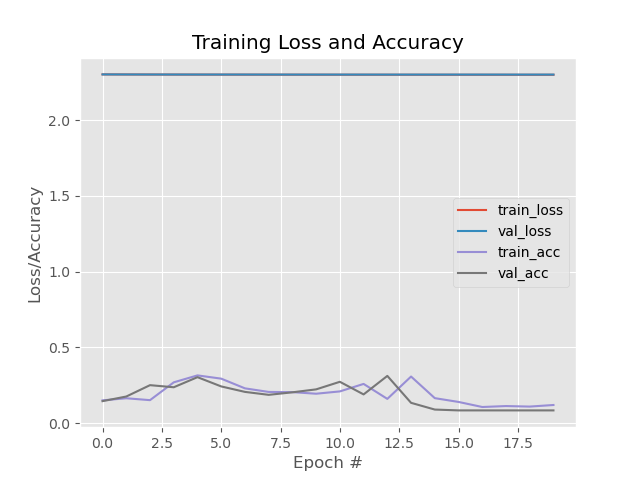 Training Loss and Accuracy
2.0
1.5
1.0
0.5
0.0
Loss/Accuracy
train_loss
val_loss
train_acc
val_acc
0.0 2.5 5.0 7.5 10.0 12.5 15.0 17.5
Epoch #